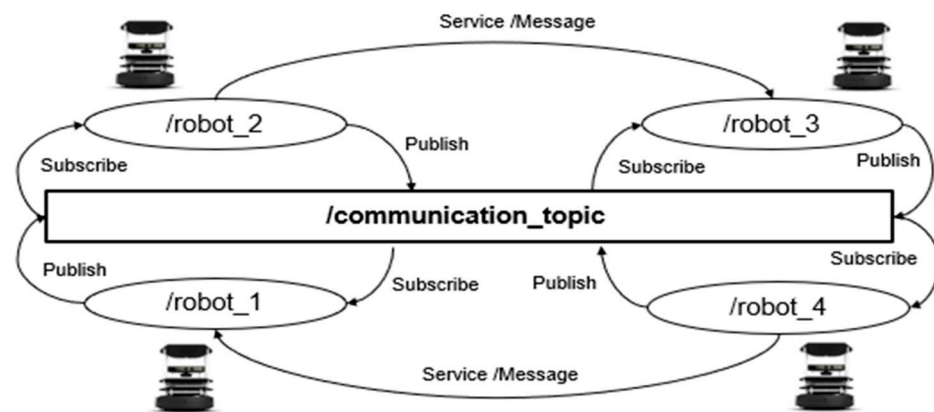 Service /Message
/robot_2
/robot_3
Subscribe
Publish
Subscribe
Publish
/communication_topic
Publish
Subscribe
Publish
Subscribe
/robot_1
/robot_4
Service /Message